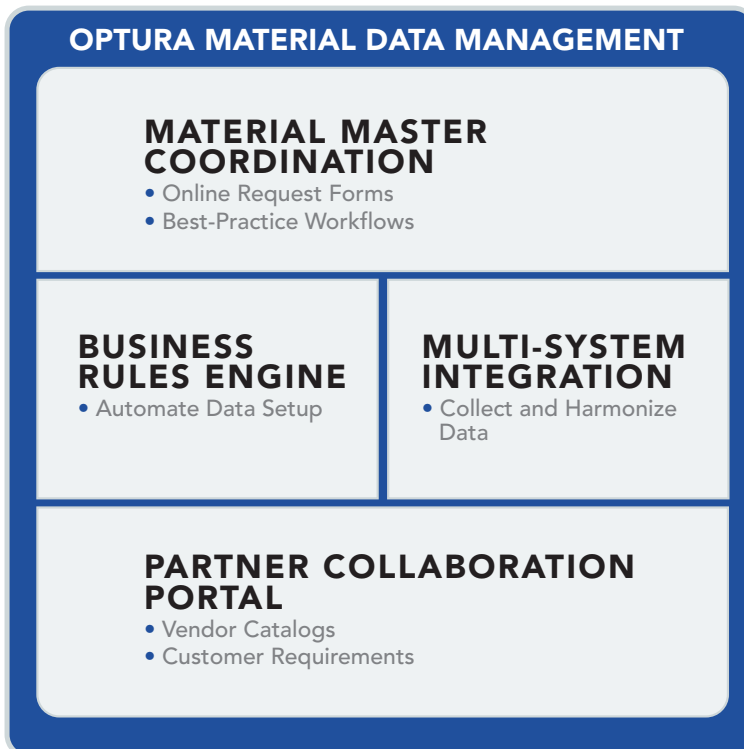 OPTURA MATERIAL DATA MANAGEMENT
MATERIAL MASTER
COORDINATION
• Online Request Forms
• Best-Practice Workflows
BUSINESS
RULES ENGINE
• Automate Data Setup
MULTI-SYSTEM
INTEGRATION
• Collect and Harmonize
Data
PARTNER COLLABORATION
PORTAL
• Vendor Catalogs
• Customer Requirements